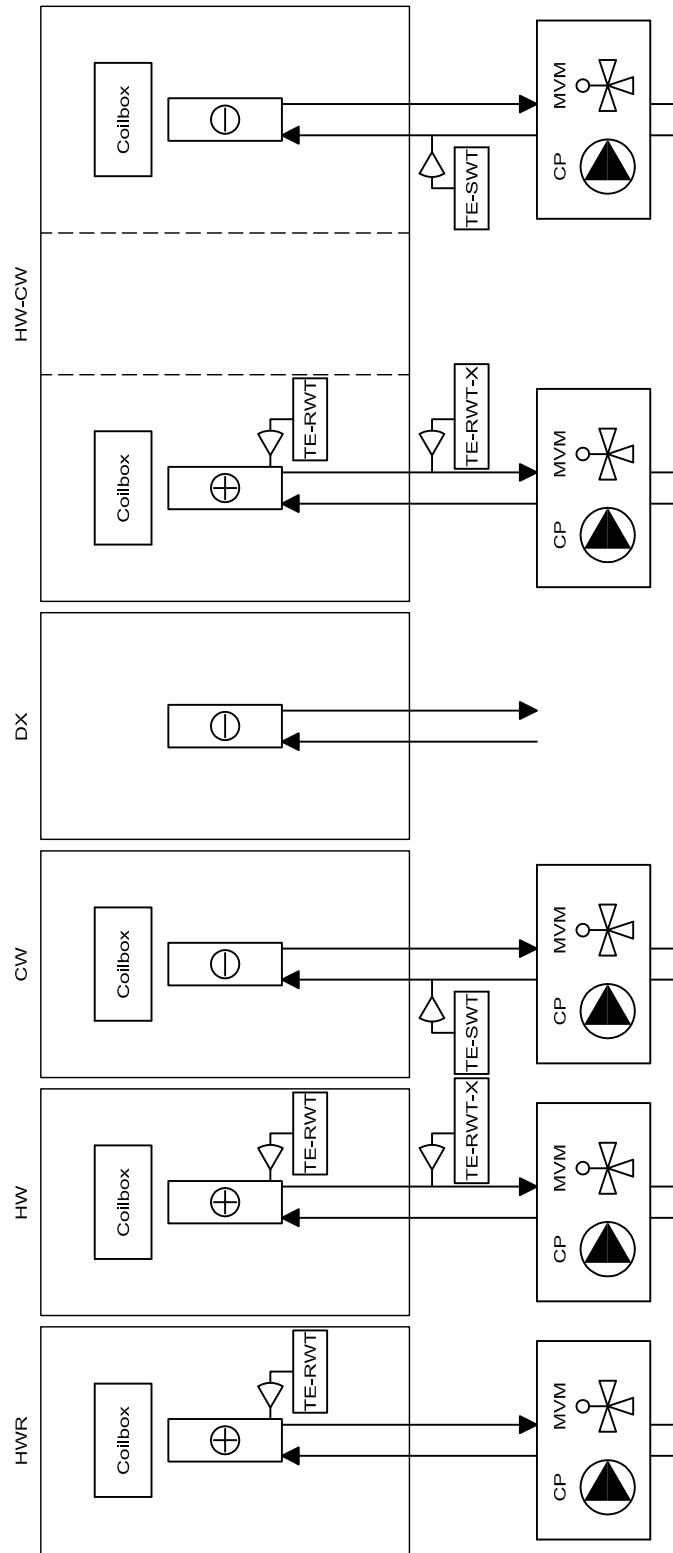 HWR
Coilbox
TE-RWT
CP
MVM
HW
Coilbox
TE-RWT
TE-RWT-X
CP
MVM
CW
Coilbox
TE-SWT
CP
MVM
DX
HW-CW
Coilbox
TE-RWT
TE-RWT-X
CP
MVM
Coilbox
TE-SWT
CP
MVM